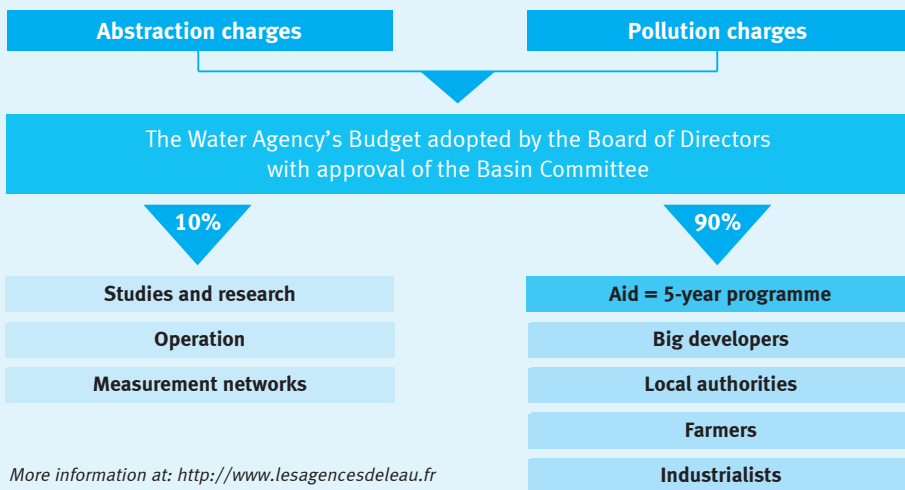 Abstraction charges
Pollution charges
The Water Agency’s Budget adopted by the Board of Directors
with approval of the Basin Committee
10%
90%
Studies and research
Operation
Measurement networks
Aid = 5-year programme
Big developers
Local authorities
Farmers
Industrialists
More information at: http://www.lesagencesdeleau.fr